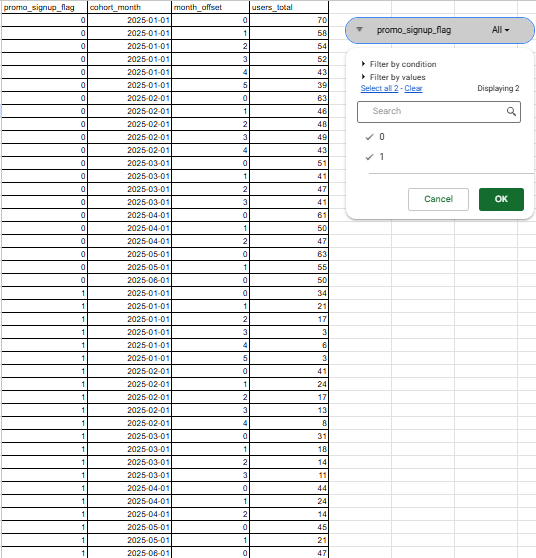 promo_signup_flag cohort_month month_offset users_total
0 2025-01-01 0 70
0 2025-01-01 1 58
0 2025-01-01 2 54
0 2025-01-01 3 52
0 2025-01-01 4 43
0 2025-01-01 5 39
0 2025-02-01 0 63
0 2025-02-01 1 46
0 2025-02-01 2 48
0 2025-02-01 3 49
0 2025-02-01 4 43
0 2025-03-01 0 51
0 2025-03-01 1 41
0 2025-03-01 2 47
0 2025-03-01 3 41
0 2025-04-01 0 61
0 2025-04-01 1 50
0 2025-04-01 2 47
0 2025-05-01 0 63
0 2025-05-01 1 55
0 2025-06-01 0 50
1 2025-01-01 0 34
1 2025-01-01 1 21
1 2025-01-01 2 17
1 2025-01-01 3 3
1 2025-01-01 4 6
1 2025-01-01 5 3
1 2025-02-01 0 41
1 2025-02-01 1 24
1 2025-02-01 2 17
1 2025-02-01 3 13
1 2025-02-01 4 8
1 2025-03-01 0 31
1 2025-03-01 1 18
1 2025-03-01 2 14
1 2025-03-01 3 11
1 2025-04-01 0 44
1 2025-04-01 1 24
1 2025-04-01 2 14
1 2025-05-01 0 45
1 2025-05-01 1 21
1 2025-06-01 0 47
promo_signup_flag All
Filter by condition
Filter by values
Select all 2 - Clear Displaying 2
Search
0
1
Cancel OK